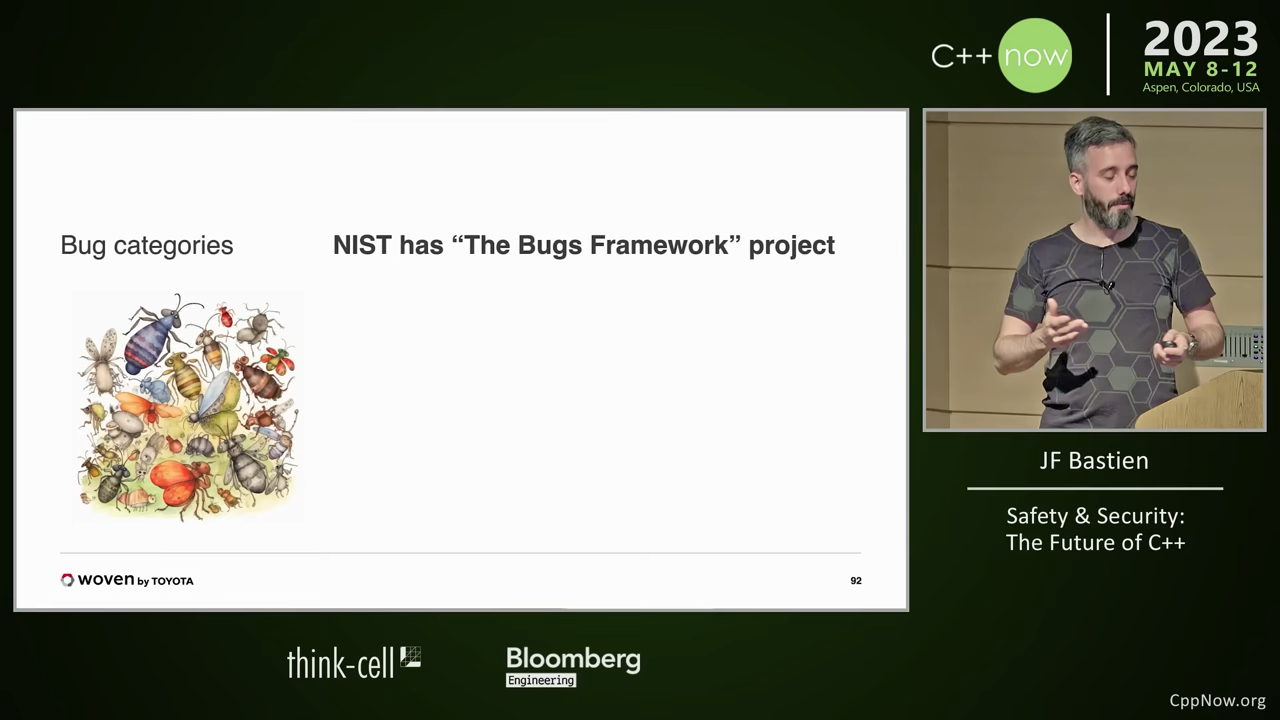 C++ now
2023
MAY 8-12
Aspen, Colorado, USA
Bug categories
NIST has “The Bugs Framework” project
woven by TOYOTA
92
JF Bastien
Safety & Security:
The Future of C++
think-cell
Bloomberg
Engineering
CppNow.org